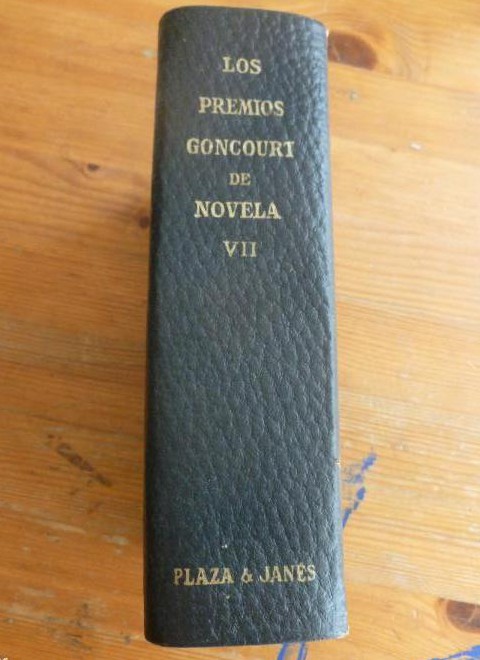 LOS
PREMIOS
GONCOURT
DE
NOVELA
VII
PLAZA & JANES